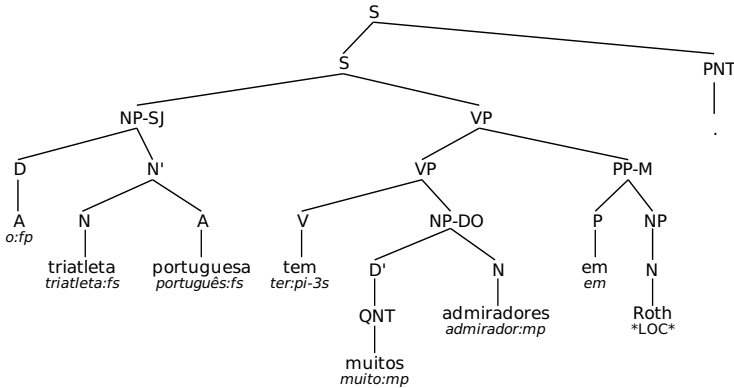 S
S PNT
NP-SJ VP .
D N' VP PP-M
A N A V NP-DO P NP
o:fp
triatleta portuguesa tem D' N em N
triatleta:fs português:fs ter:pi-3s em
QNT admiradores Roth
admirador:mp *LOC*
muitos
muito:mp